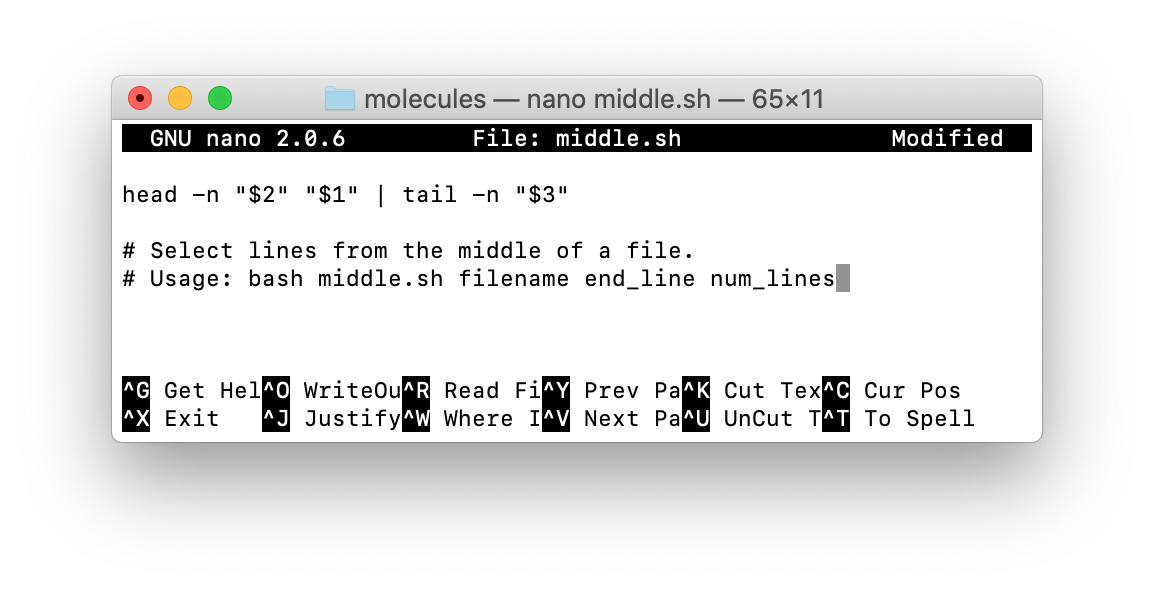 molecules — nano middle.sh — 65×11
GNU nano 2.0.6 File: middle.sh Modified
head -n "$2" "$1" | tail -n "$3"
# Select lines from the middle of a file.
# Usage: bash middle.sh filename end_line num_lines
^G Get Hel^O WriteOu^R Read Fi^Y Prev Pa^K Cut Tex^C Cur Pos
^X Exit ^J Justify^W Where I^V Next Pa^U UnCut T^T To Spell